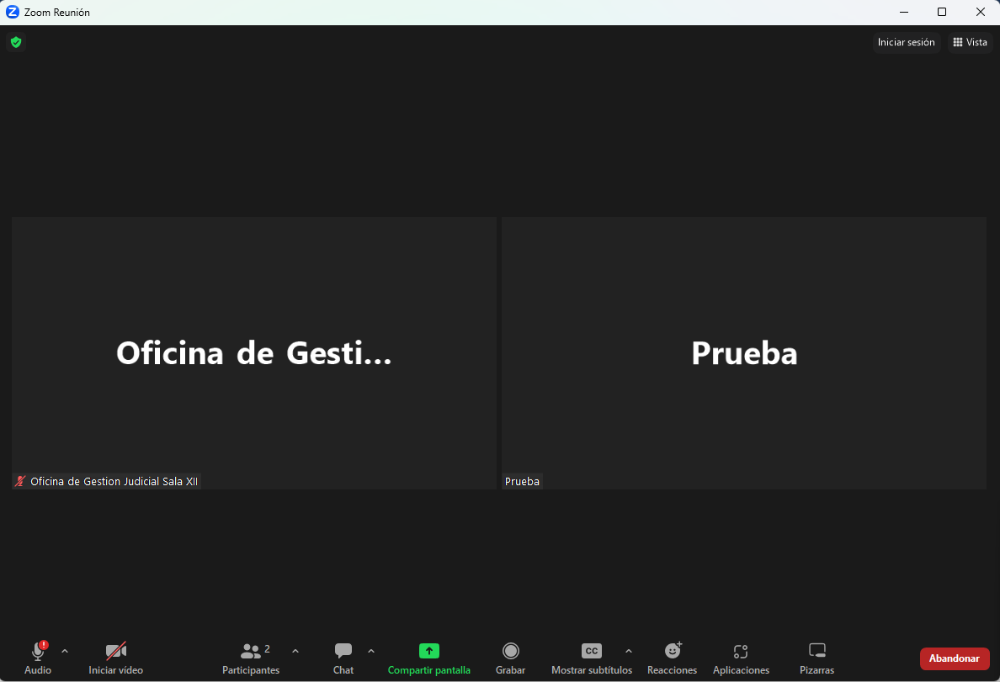 Zoom Reunión
Iniciar sesión
Vista
Oficina de Gesti...
Prueba
Oficina de Gestion Judicial Sala XII
Prueba
Audio
Iniciar vídeo
2
Participantes
Chat
Compartir pantalla
Grabar
CC
Mostrar subtítulos
Reacciones
Aplicaciones
Pizarras
Abandonar